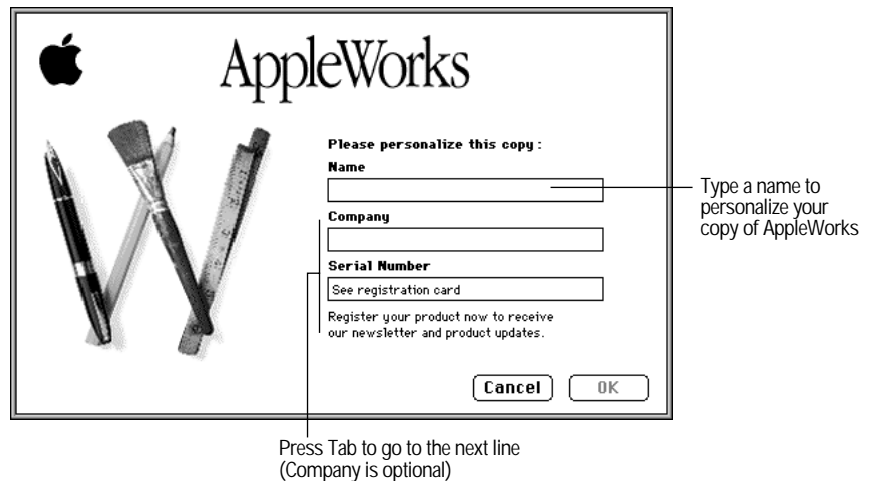 AppleWorks
Please personalize this copy :
Name
Type a name to
personalize your
copy of AppleWorks
Company
Serial Number
See registration card
Register your product now to receive
our newsletter and product updates.
Cancel
OK
Press Tab to go to the next line
(Company is optional)